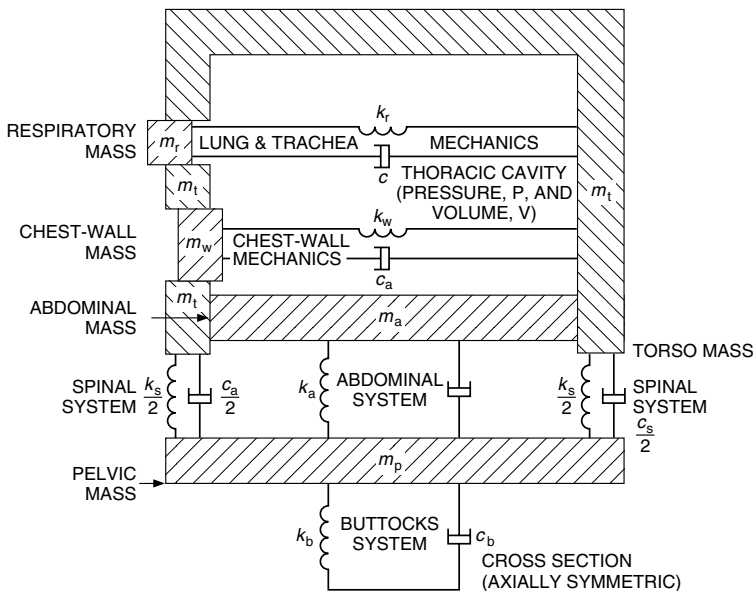 k_r
RESPIRATORY
MASS
m_r
LUNG & TRACHEA
MECHANICS
c
THORACIC CAVITY
(PRESSURE, P, AND
VOLUME, V)
m_t
m_t
CHEST-WALL
MASS
m_w
k_w
CHEST-WALL
MECHANICS
c_a
m_t
ABDOMINAL
MASS
m_a
TORSO MASS
SPINAL
SYSTEM
k_s/2
c_a/2
k_a
ABDOMINAL
SYSTEM
k_s/2
SPINAL
SYSTEM
c_s/2
PELVIC
MASS
m_p
k_b
BUTTOCKS
SYSTEM
c_b
CROSS SECTION
(AXIALLY SYMMETRIC)